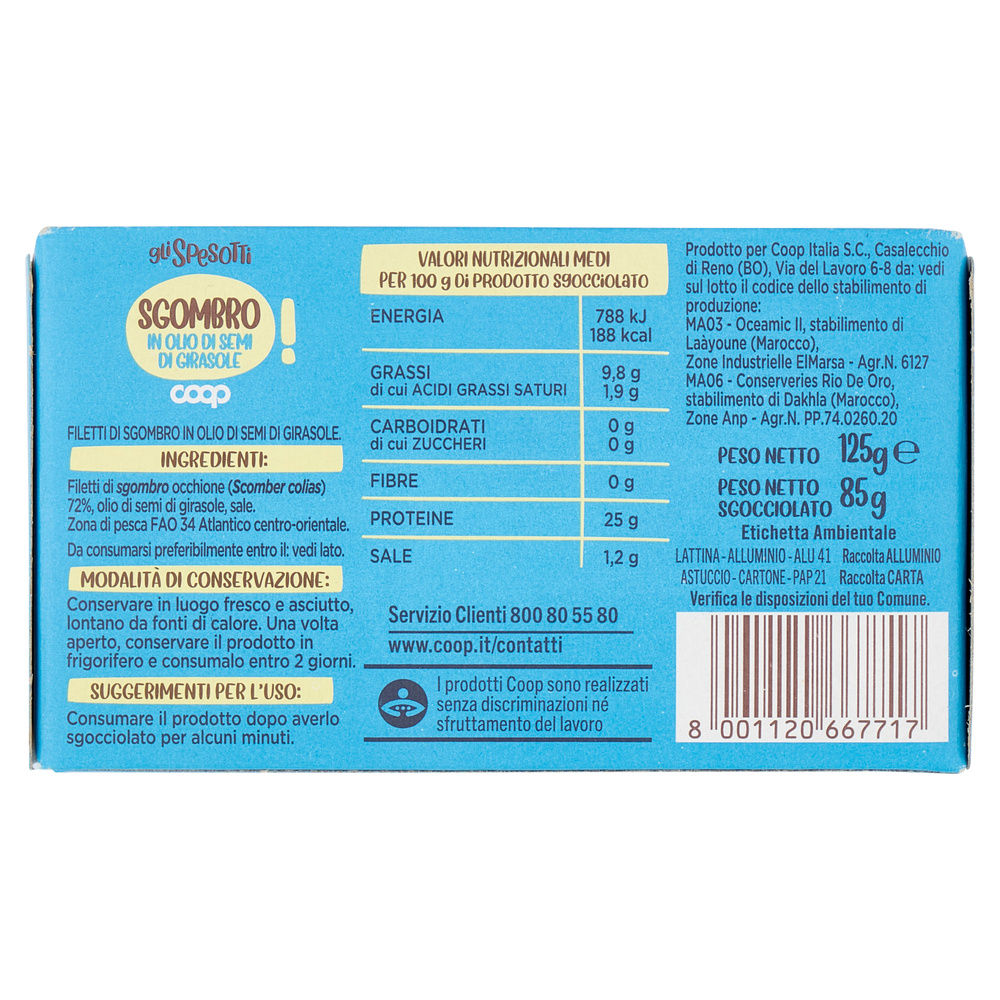 gli SPESOTTI
SGOMBRO
IN OLIO DI SEMI
DI GIRASOLE
!
coop
FILETTI DI SGOMBRO IN OLIO DI SEMI DI GIRASOLE.
INGREDIENTI:
Filetti di sgombro occhione (Scomber colias)
72%, olio di semi di girasole, sale.
Zona di pesca FAO 34 Atlantico centro-orientale.
Da consumarsi preferibilmente entro il: vedi lato.
MODALITÀ DI CONSERVAZIONE:
Conservare in luogo fresco e asciutto,
lontano da fonti di calore. Una volta
aperto, conservare il prodotto in
frigorifero e consumalo entro 2 giorni.
SUGGERIMENTI PER L'USO:
Consumare il prodotto dopo averlo
sgocciolato per alcuni minuti.
VALORI NUTRIZIONALI MEDI
PER 100 g DI PRODOTTO SGOCCIOLATO
ENERGIA 788 kJ
188 kcal
GRASSI 9,8 g
di cui ACIDI GRASSI SATURI 1,9 g
CARBOIDRATI 0 g
di cui ZUCCHERI 0 g
FIBRE 0 g
PROTEINE 25 g
SALE 1,2 g
Servizio Clienti 800 80 55 80
www.coop.it/contatti
I prodotti Coop sono realizzati
senza discriminazioni né
sfruttamento del lavoro
Prodotto per Coop Italia S.C., Casalecchio
di Reno (BO), Via del Lavoro 6-8 da: vedi
sul lotto il codice dello stabilimento di
produzione:
MA03 - Oceamic II, stabilimento di
Laàyoune (Marocco),
Zone Industrielle ElMarsa - Agr.N. 6127
MA06 - Conserveries Rio De Oro,
stabilimento di Dakhla (Marocco),
Zone Anp - Agr.N. PP.74.0260.20
PESO NETTO 125g e
PESO NETTO
SGOCCIOLATO 85g
Etichetta Ambientale
LATTINA - ALLUMINIO - ALU 41 Raccolta ALLUMINIO
ASTUCCIO - CARTONE - PAP 21 Raccolta CARTA
Verifica le disposizioni del tuo Comune.
8 001120 667717